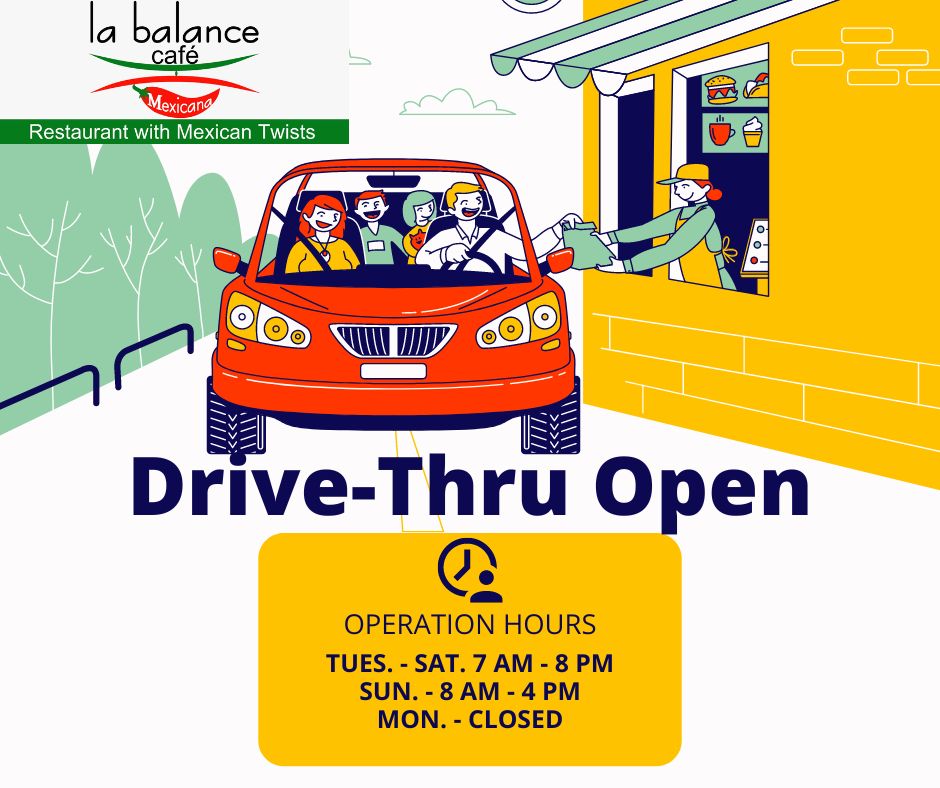 la balance
café
Mexicana
Restaurant with Mexican Twists
Drive-Thru Open
OPERATION HOURS
TUES. - SAT. 7 AM - 8 PM
SUN. - 8 AM - 4 PM
MON. - CLOSED